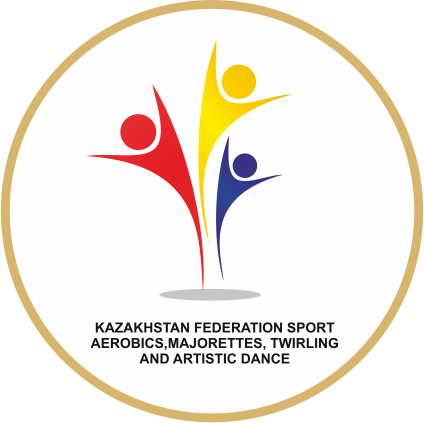 KAZAKHSTAN FEDERATION SPORT
AEROBICS,MAJORETTES, TWIRLING
AND ARTISTIC DANCE